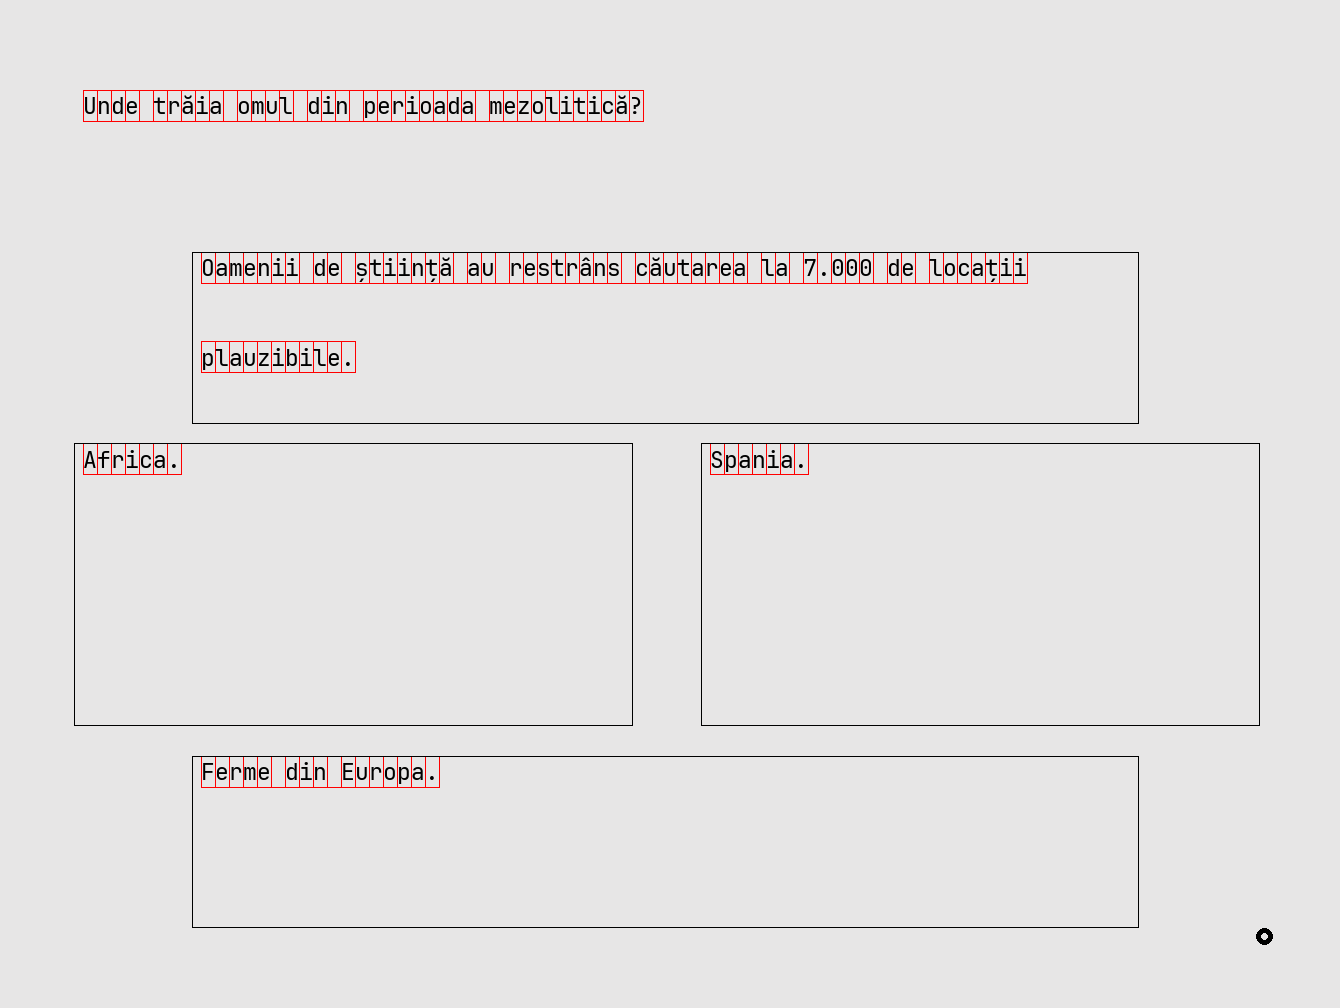 Unde trăia omul din perioada mezolitică?
Oamenii de știință au restrâns căutarea la 7.000 de locații
plauzibile.
Africa.
Spania.
Ferme din Europa.